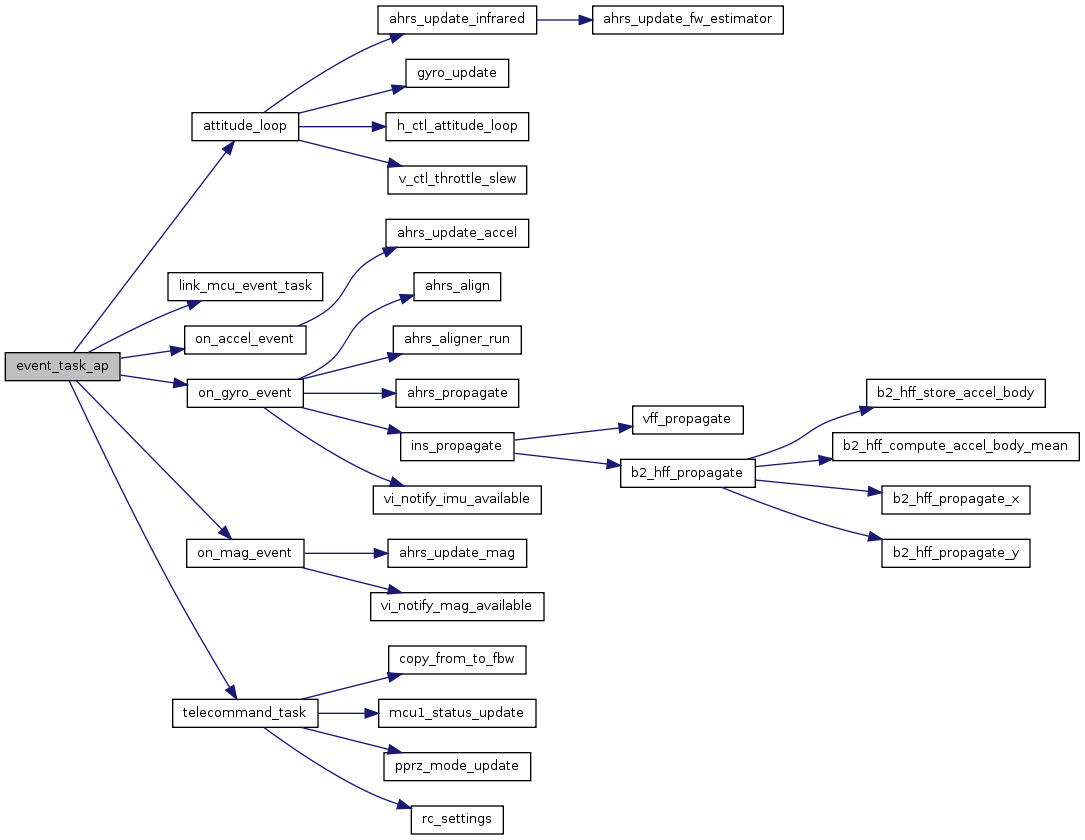 ahrs_update_infrared
ahrs_update_fw_estimator
gyro_update
attitude_loop
h_ctl_attitude_loop
v_ctl_throttle_slew
ahrs_update_accel
link_mcu_event_task
ahrs_align
on_accel_event
ahrs_aligner_run
event_task_ap
on_gyro_event
ahrs_propagate
b2_hff_store_accel_body
vff_propagate
ins_propagate
b2_hff_compute_accel_body_mean
b2_hff_propagate
vi_notify_imu_available
b2_hff_propagate_x
on_mag_event
ahrs_update_mag
b2_hff_propagate_y
vi_notify_mag_available
copy_from_to_fbw
telecommand_task
mcu1_status_update
pprz_mode_update
rc_settings